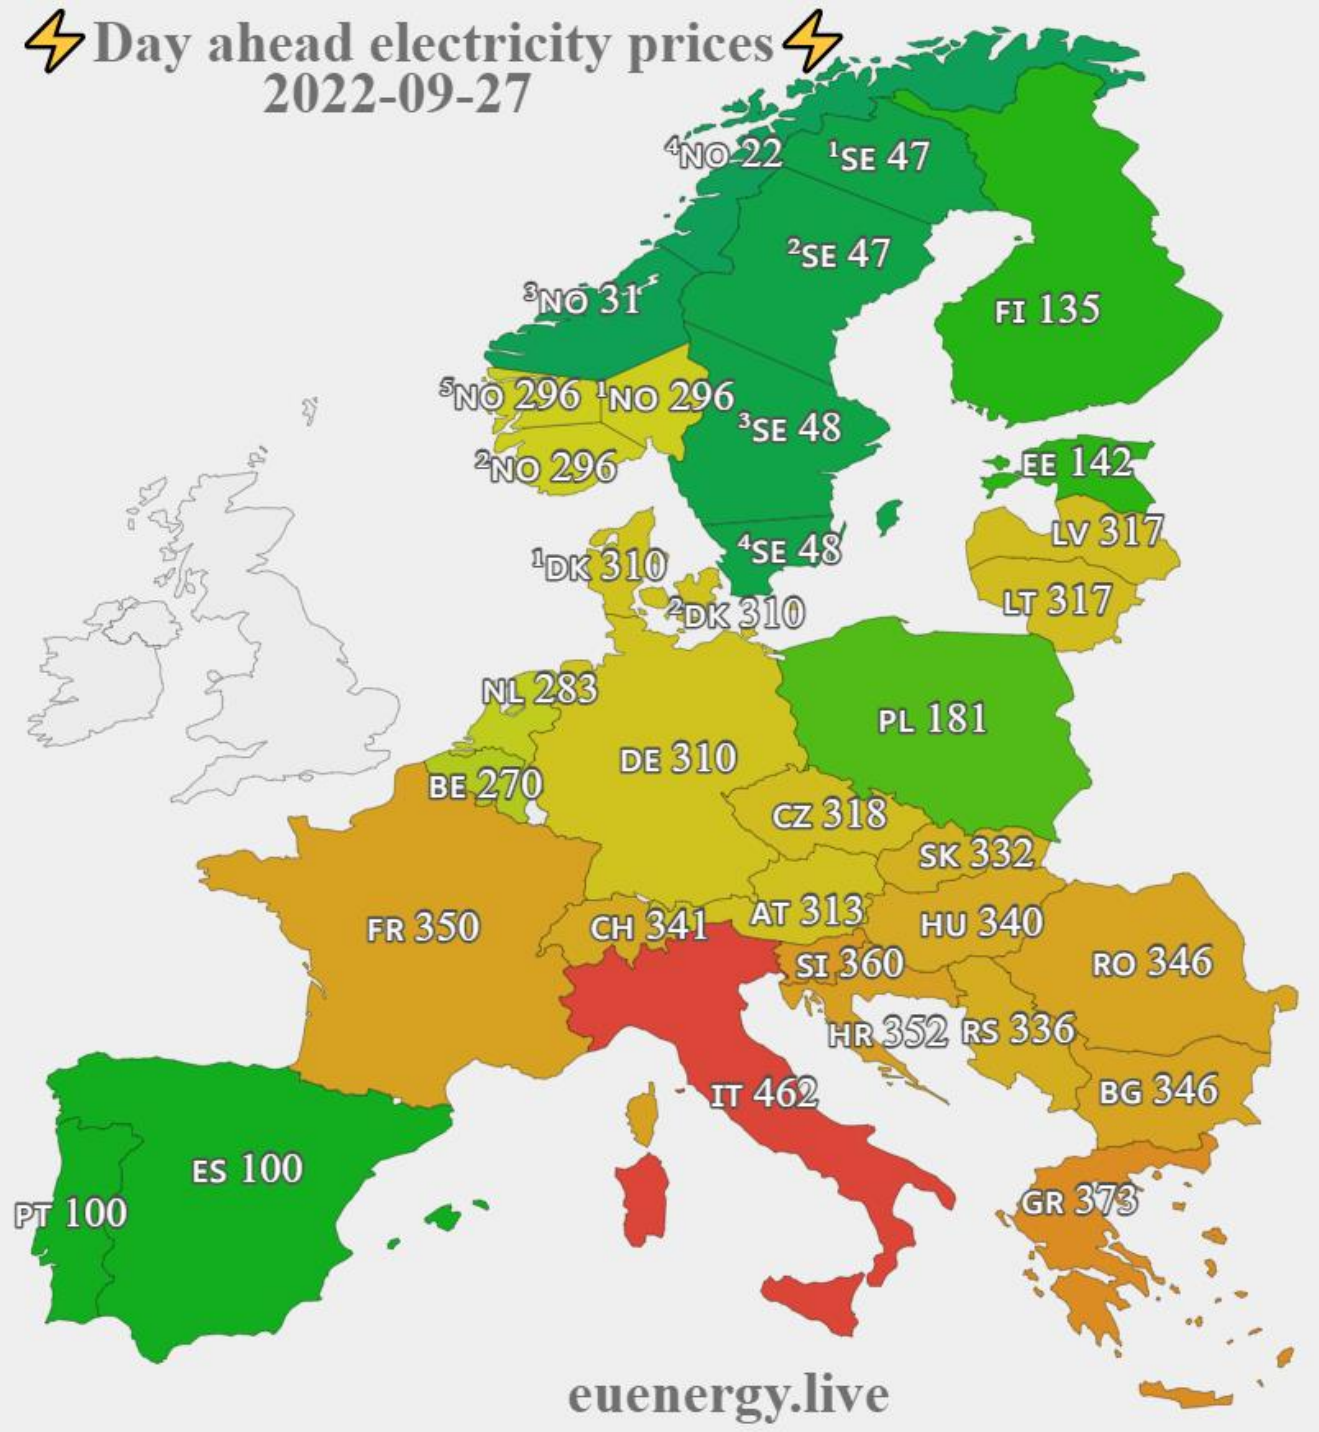 ⚡Day ahead electricity prices⚡
2022-09-27
⁴NO 22
¹SE 47
²SE 47
³NO 31
FI 135
⁵NO 296
¹NO 296
³SE 48
²NO 296
EE 142
LV 317
⁴SE 48
¹DK 310
LT 317
²DK 310
NL 283
PL 181
DE 310
BE 270
CZ 318
SK 332
AT 313
HU 340
FR 350
CH 341
SI 360
RO 346
HR 352
RS 336
IT 462
BG 346
ES 100
GR 373
PT 100
euenergy.live